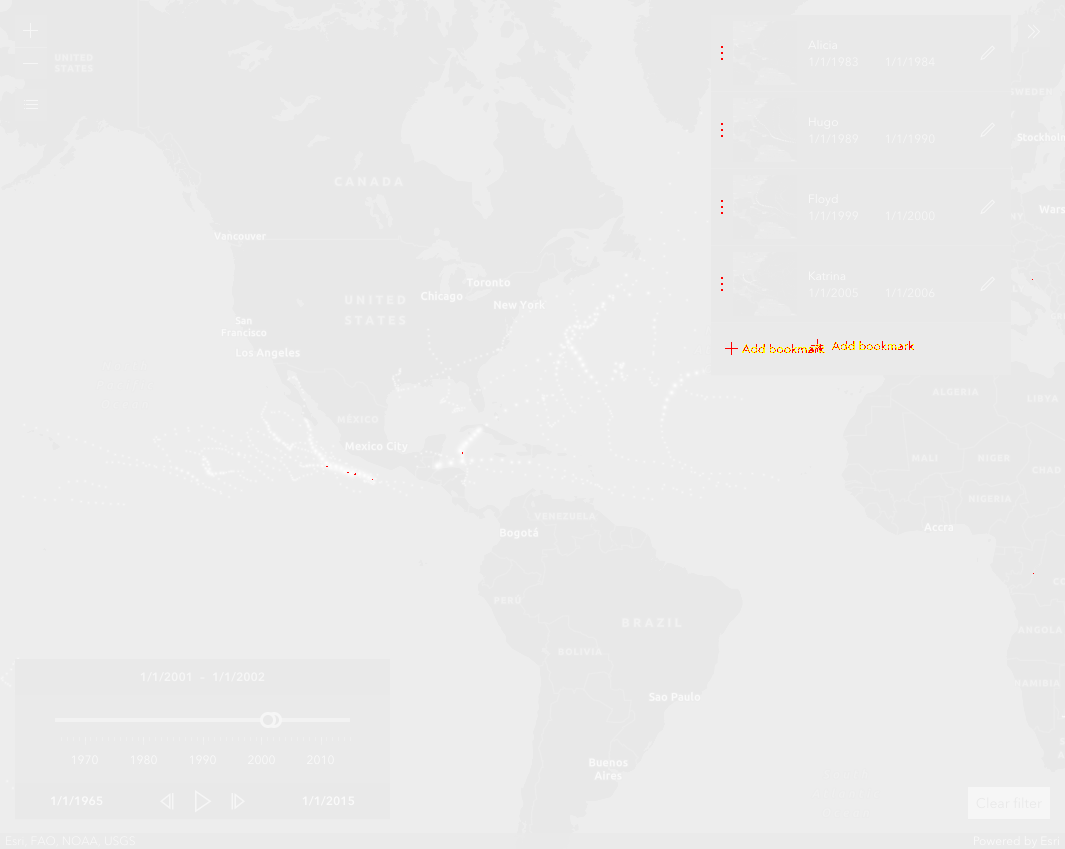 UNITED
STATES
Alicia
1/1/1983 1/1/1984
Hugo
1/1/1989 1/1/1990
Floyd
1/1/1999 1/1/2000
Katrina
1/1/2005 1/1/2006
Add bookmark
Add bookmark
SWEDEN
Stockholm
Wars
CANADA
Vancouver
Toronto
Chicago
New York
UNITED
STATES
San
Francisco
Los Angeles
MÉXICO
Mexico City
ALGERIA
LIBYA
MALI
NIGER
CHAD
NIGERIA
Accra
VENEZUELA
Bogotá
PERU
BRAZIL
BOLIVIA
ANGOLA
NAMIBIA
Sao Paulo
Buenos
Aires
1/1/2001 - 1/1/2002
1970 1980 1990 2000 2010
1/1/1965
1/1/2015
Clear filter
Esri, FAO, NOAA, USGS
Powered by Esri